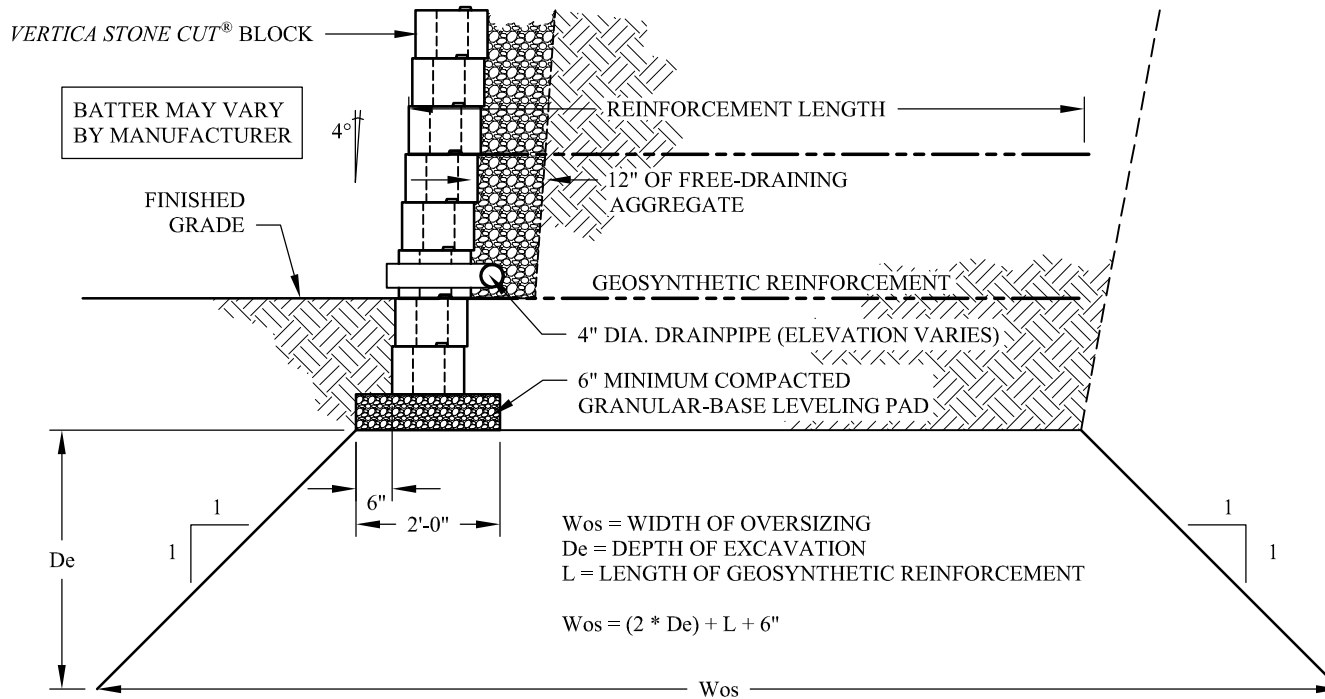 VERTICA STONE CUT® BLOCK
BATTER MAY VARY
BY MANUFACTURER
4°
REINFORCEMENT LENGTH
12" OF FREE-DRAINING
AGGREGATE
FINISHED
GRADE
GEOSYNTHETIC REINFORCEMENT
4" DIA. DRAINPIPE (ELEVATION VARIES)
6" MINIMUM COMPACTED
GRANULAR-BASE LEVELING PAD
6"
2'-0"
1
1
De
Wos = WIDTH OF OVERSIZING
De = DEPTH OF EXCAVATION
L = LENGTH OF GEOSYNTHETIC REINFORCEMENT
Wos = (2 * De) + L + 6"
1
1
Wos